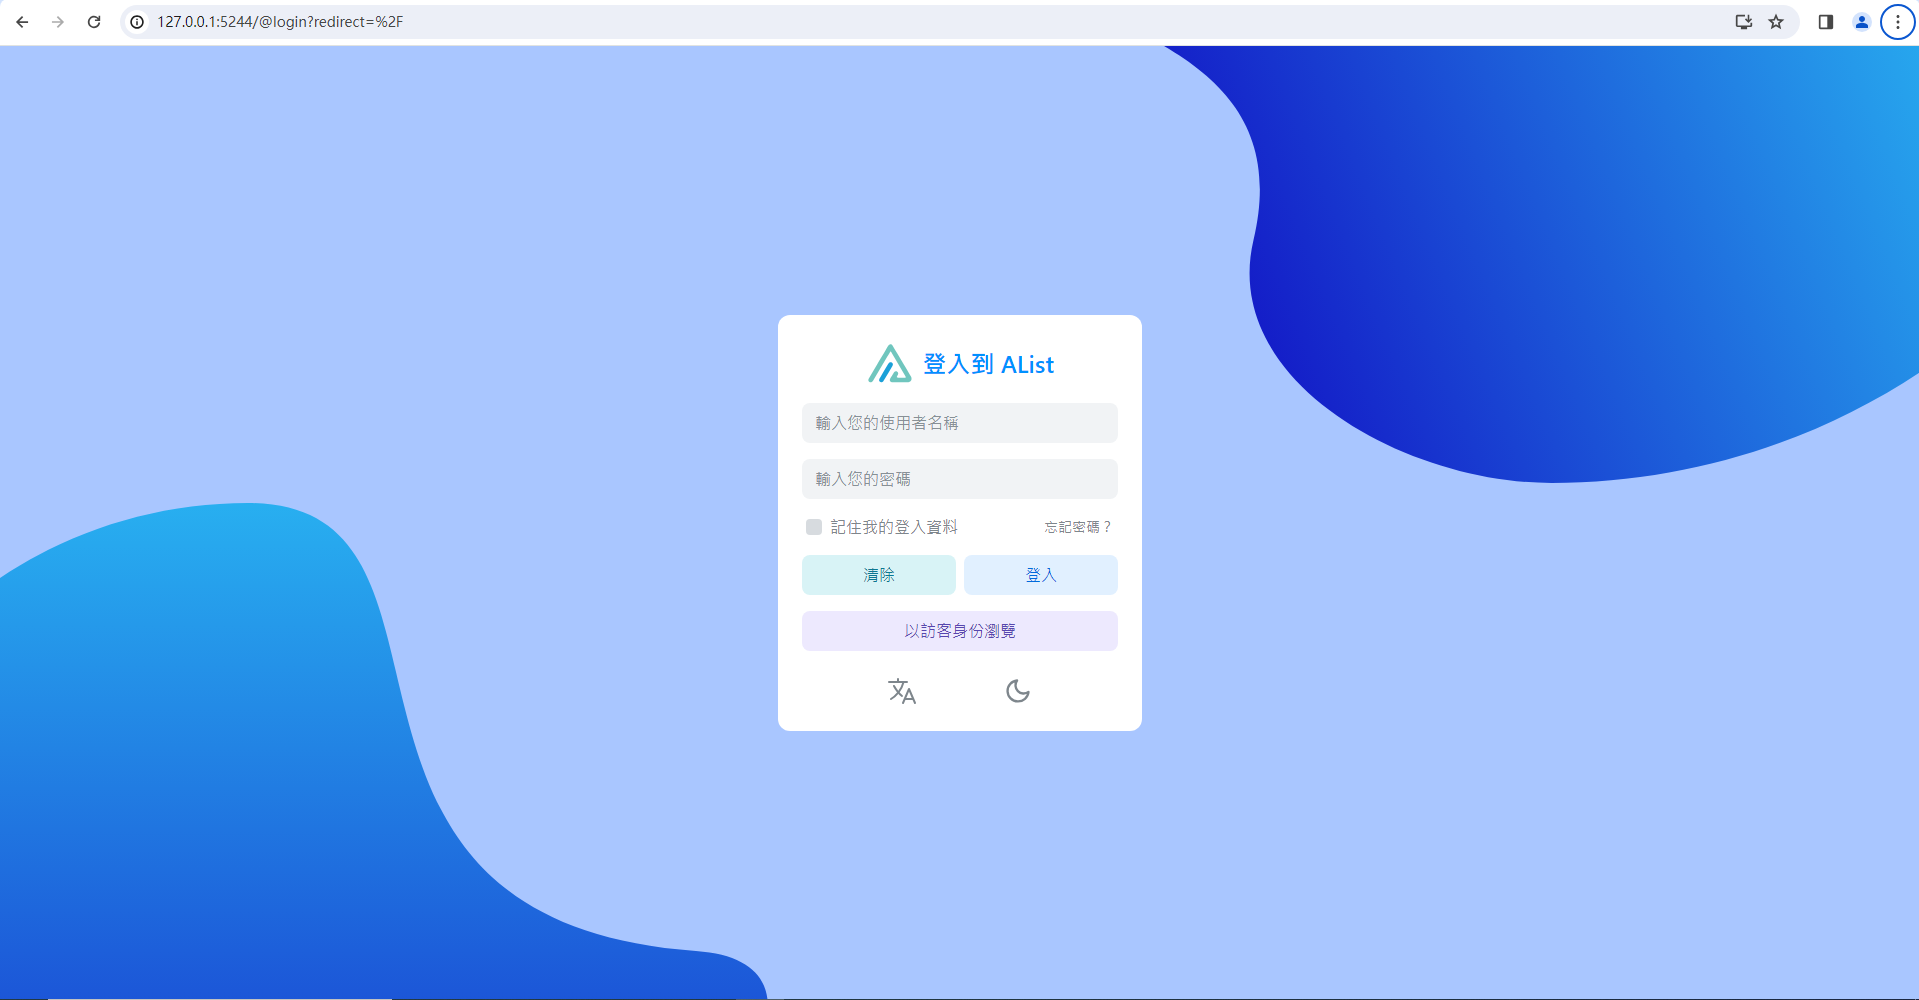 127.0.0.1:5244/@login?redirect=%2F
登入到 AList
輸入您的使用者名稱
輸入您的密碼
記住我的登入資料 忘記密碼？
清除 登入
以訪客身份瀏覽